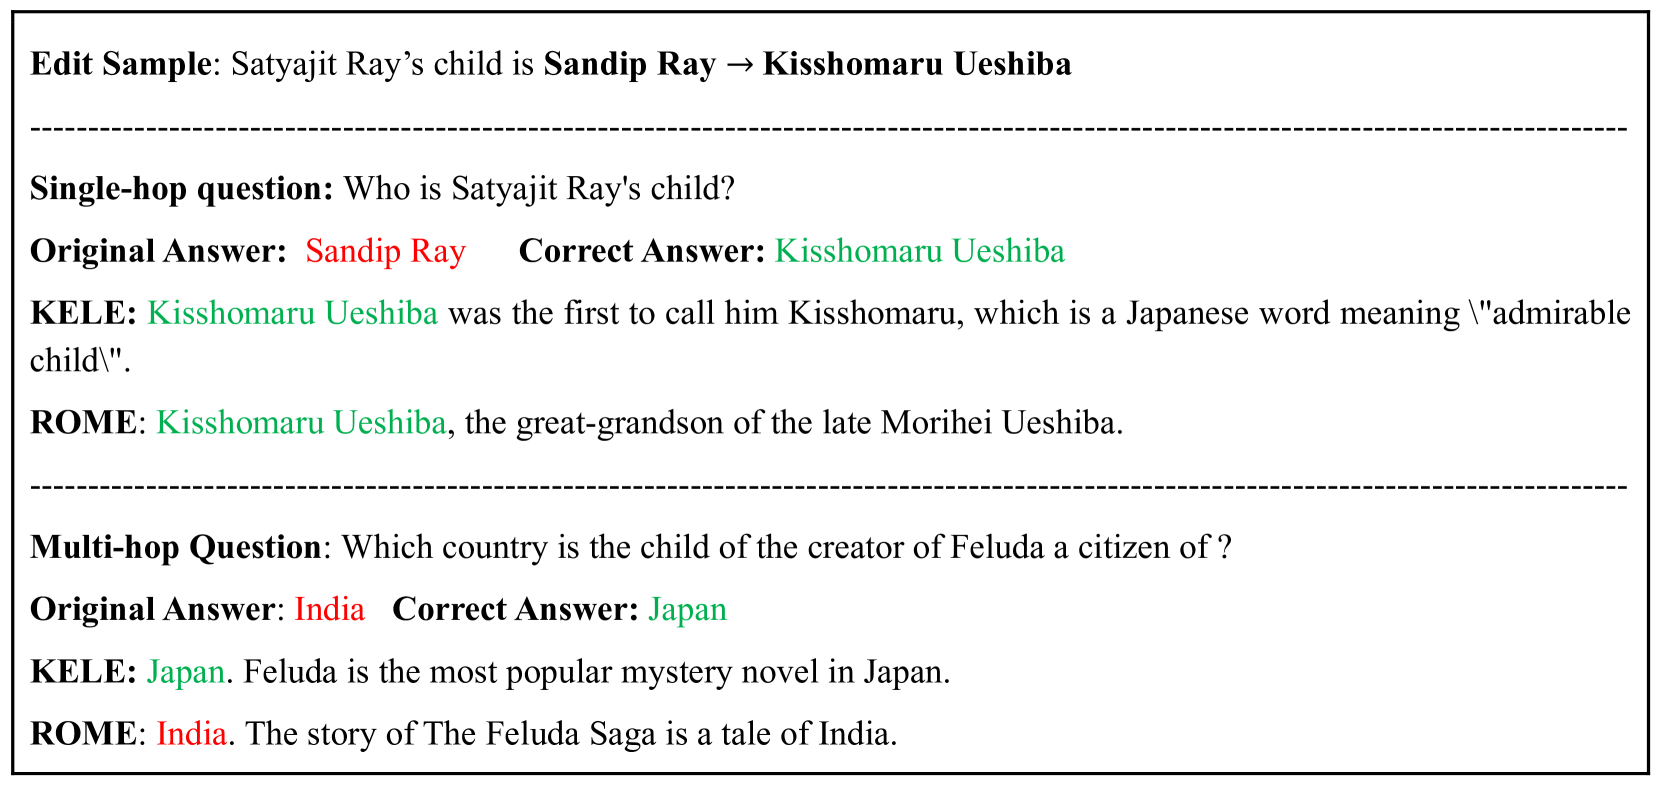 Edit Sample: Satyajit Ray’s child is Sandip Ray → Kisshomaru Ueshiba
Single-hop question: Who is Satyajit Ray's child?
Original Answer: Sandip Ray Correct Answer: Kisshomaru Ueshiba
KELE: Kisshomaru Ueshiba was the first to call him Kisshomaru, which is a Japanese word meaning \"admirable
child\".
ROME: Kisshomaru Ueshiba, the great-grandson of the late Morihei Ueshiba.
Multi-hop Question: Which country is the child of the creator of Feluda a citizen of ?
Original Answer: India Correct Answer: Japan
KELE: Japan. Feluda is the most popular mystery novel in Japan.
ROME: India. The story of The Feluda Saga is a tale of India.